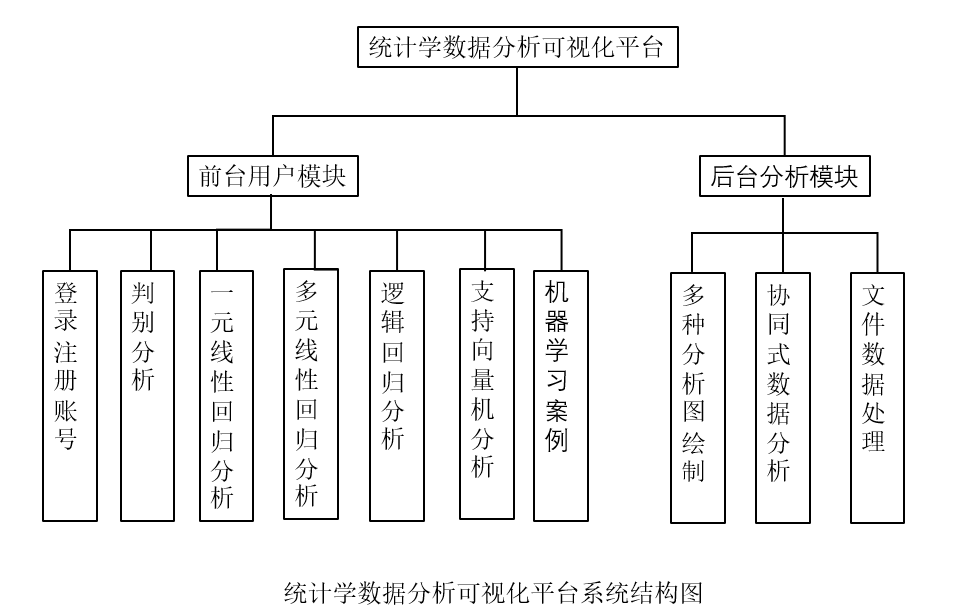 统计学数据分析可视化平台
前台用户模块
后台分析模块
登录注册账号
判别分析
一元线性回归分析
多元线性回归分析
逻辑回归分析
支持向量机分析
机器学习案例
多种分析图绘制
协同式数据分析
文件数据处理
统计学数据分析可视化平台系统结构图